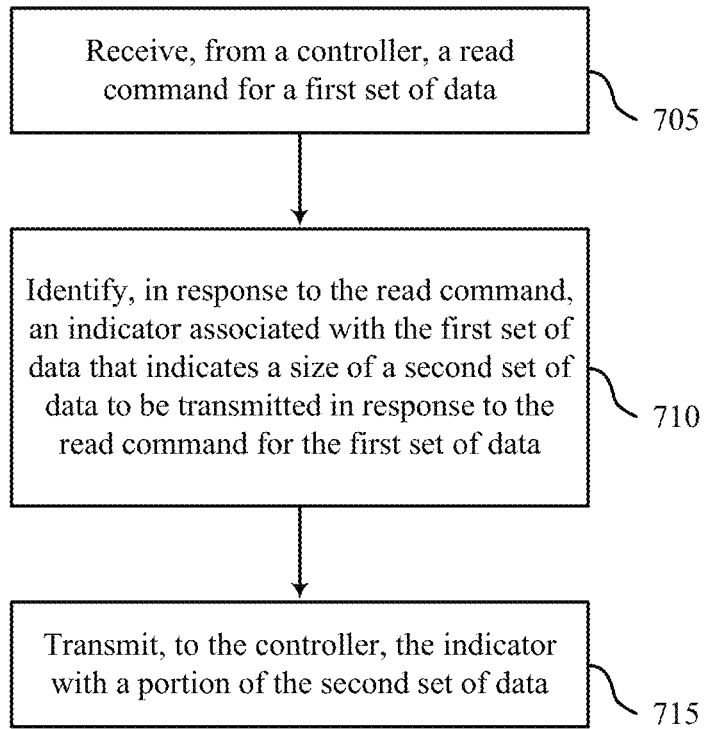 Receive, from a controller, a read
command for a first set of data
705
Identify, in response to the read command,
an indicator associated with the first set of
data that indicates a size of a second set of
data to be transmitted in response to the
read command for the first set of data
710
Transmit, to the controller, the indicator
with a portion of the second set of data
715